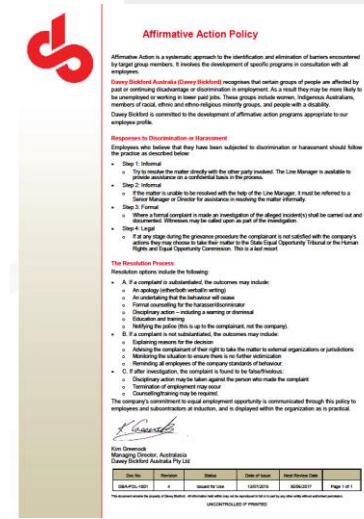 Affirmative Action Policy
Affirmative Action is a systematic approach to the identification and elimination of barriers encountered
by target group members. It involves the development of specific programs in consultation with all
employees.
Davey Bickford Australia (Davey Bickford) recognises that certain groups of people are affected by
past or continuing disadvantage or discrimination in employment. As a result they may be more likely to
be unemployed or working in lower paid jobs. These groups include women, Indigenous Australians,
members of racial, ethnic and ethno-religious minority groups, and people with a disability.
Davey Bickford is committed to the development of affirmative action programs appropriate to our
employee profile.
Responses to Discrimination or Harassment
Employees who believe that they have been subjected to discrimination or harassment should follow
the practice as described below
• Step 1: Informal
o Try to resolve the matter directly with the other party involved. The Line Manager is available to
provide assistance on a confidential basis in the process.
• Step 2: Informal
o If the matter is unable to be resolved with the help of the Line Manager, it must be referred to a
Senior Manager or Director for assistance in resolving the matter informally.
• Step 3: Formal
o Where a formal complaint is made an investigation of the alleged incident(s) shall be carried out and
documented. Witnesses may be called upon as part of the investigation.
• Step 4: Legal
o If at any stage during the grievance procedure the complainant is not satisfied with the company's
actions they may choose to take their matter to the State Equal Opportunity Tribunal or the Human
Rights and Equal Opportunity Commission. This is a last resort.
The Resolution Process
Resolution options include the following:
• A. If a complaint is substantiated, the outcomes may include:
o An apology (either/both verbal/in writing)
o An undertaking that the behaviour will cease
o Formal counselling for the harasser/discriminator
o Disciplinary action – including a warning or dismissal
o Education and training
o Notifying the police (this is up to the complainant, not the company).
• B. If a complaint is not substantiated, the outcomes may include:
o Explaining reasons for the decision
o Advising the complainant of their right to take the matter to external organizations or jurisdictions
o Monitoring the situation to ensure there is no further victimization
o Reminding all employees of the company standards of behaviour
• C. If after investigation, the complaint is found to be false/frivolous:
o Disciplinary action may be taken against the person who made the complaint
o Termination of employment may occur
o Counselling/training may be required.
The company's commitment to equal opportunity employment is communicated through this policy to
employees and subcontractors at induction, and is displayed within the organization as is practical.
Kim Greenock
Managing Director, Australasia
Davey Bickford Australia Pty Ltd
Doc No Revision Status Date of Issue Next Review Date
DBA-POL-1001 4 Issued for Use 13/07/2015 30/06/2017 Page 1 of 1
UNCONTROLLED IF PRINTED